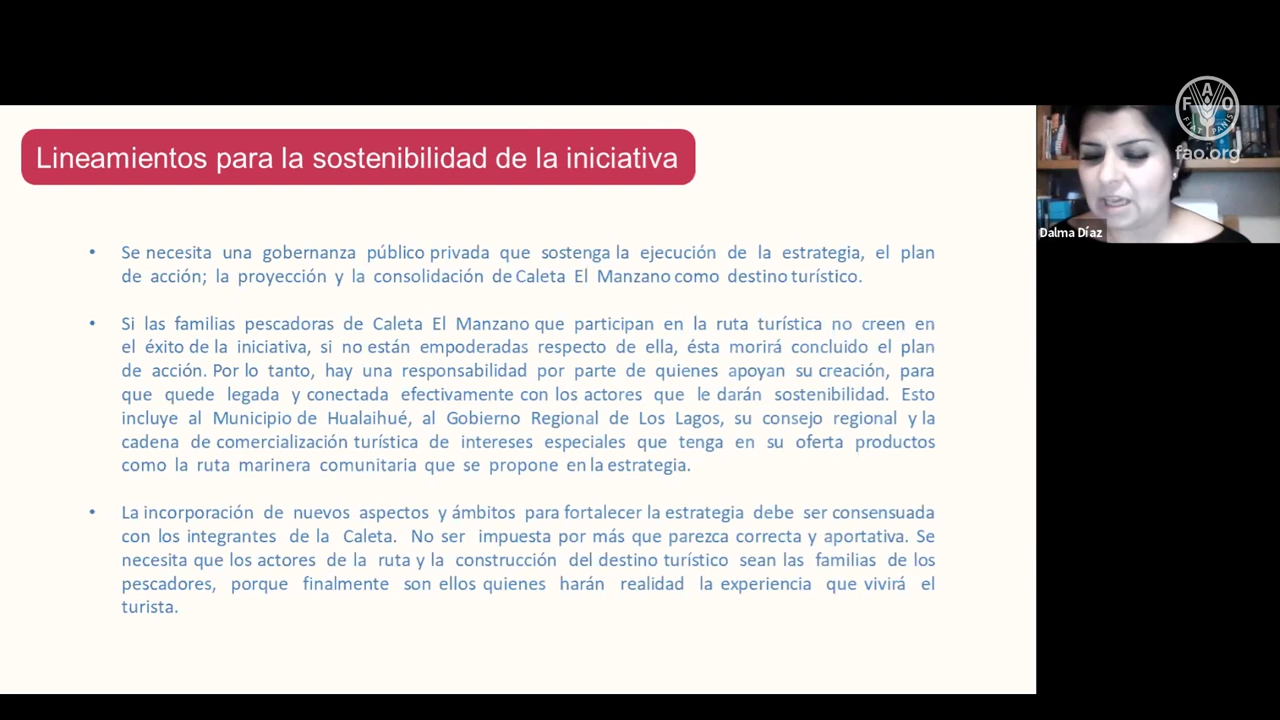 Lineamientos para la sostenibilidad de la iniciativa
• Se necesita una gobernanza público privada que sostenga la ejecución de la estrategia, el plan
de acción; la proyección y la consolidación de Caleta El Manzano como destino turístico.
• Si las familias pescadoras de Caleta El Manzano que participan en la ruta turística no creen en
el éxito de la iniciativa, si no están empoderadas respecto de ella, ésta morirá concluido el plan
de acción. Por lo tanto, hay una responsabilidad por parte de quienes apoyan su creación, para
que quede legada y conectada efectivamente con los actores que le darán sostenibilidad. Esto
incluye al Municipio de Hualaihué, al Gobierno Regional de Los Lagos, su consejo regional y la
cadena de comercialización turística de intereses especiales que tenga en su oferta productos
como la ruta marinera comunitaria que se propone en la estrategia.
• La incorporación de nuevos aspectos y ámbitos para fortalecer la estrategia debe ser consensuada
con los integrantes de la Caleta. No ser impuesta por más que parezca correcta y aportativa. Se
necesita que los actores de la ruta y la construcción del destino turístico sean las familias de los
pescadores, porque finalmente son ellos quienes harán realidad la experiencia que vivirá el
turista.
F A O
FIAT PANIS
fao.org
Dalma Díaz